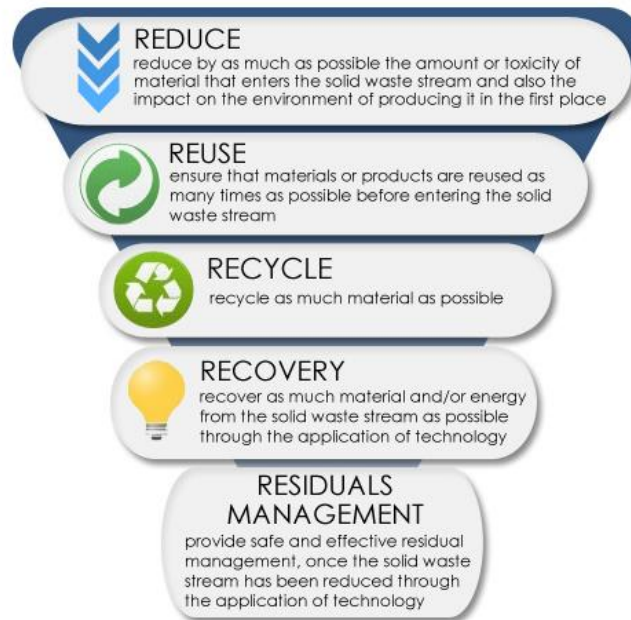 REDUCE
reduce by as much as possible the amount or toxicity of
material that enters the solid waste stream and also the
impact on the environment of producing it in the first place
REUSE
ensure that materials or products are reused as
many times as possible before entering the solid
waste stream
RECYCLE
recycle as much material as possible
RECOVERY
recover as much material and/or energy
from the solid waste stream as possible
through the application of technology
RESIDUALS
MANAGEMENT
provide safe and effective residual
management, once the solid waste
stream has been reduced through
the application of technology